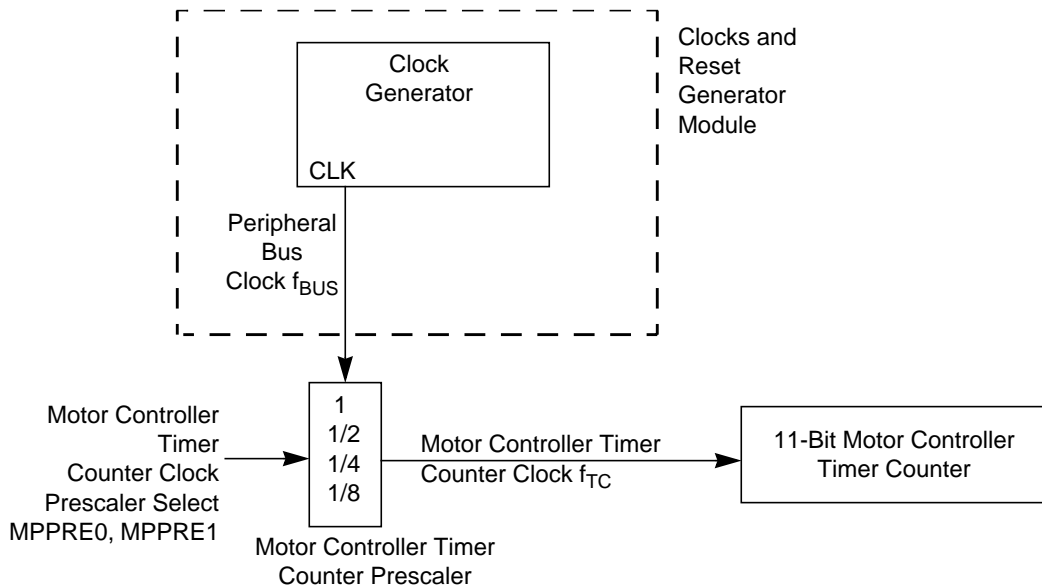 Clock
Generator
CLK
Clocks and
Reset
Generator
Module
Peripheral
Bus
Clock fBUS
Motor Controller
Timer
Counter Clock
Prescaler Select
MPPRE0, MPPRE1
1
1/2
1/4
1/8
Motor Controller Timer
Counter Prescaler
Motor Controller Timer
Counter Clock fTC
11-Bit Motor Controller
Timer Counter